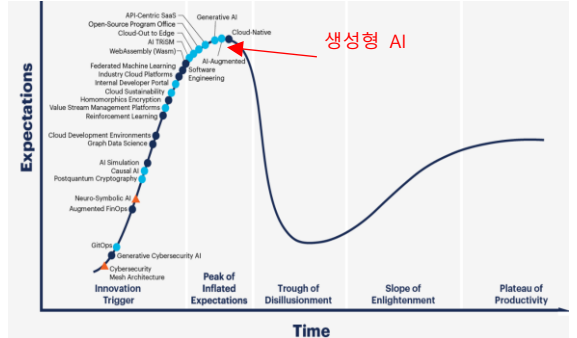 API-Centric SaaS
Generative AI
Open-Source Program Office
Cloud-Out to Edge
Cloud-Native
AI TRiSM
생성형 AI
WebAssembly (Wasm)
AI-Augmented
Software
Engineering
Federated Machine Learning
Industry Cloud Platforms
Internal Developer Portal
Cloud Sustainability
Homomorphics Encryption
Value Stream Management Platforms
Reinforcement Learning
Cloud Development Environments
Graph Data Science
AI Simulation
Causal AI
Postquantum Cryptography
Neuro-Symbolic AI
Augmented FinOps
GitOps
Generative Cybersecurity AI
Cybersecurity
Mesh Architecture
Expectations
Innovation
Trigger
Peak of
Inflated
Expectations
Trough of
Disillusionment
Slope of
Enlightenment
Plateau of
Productivity
Time